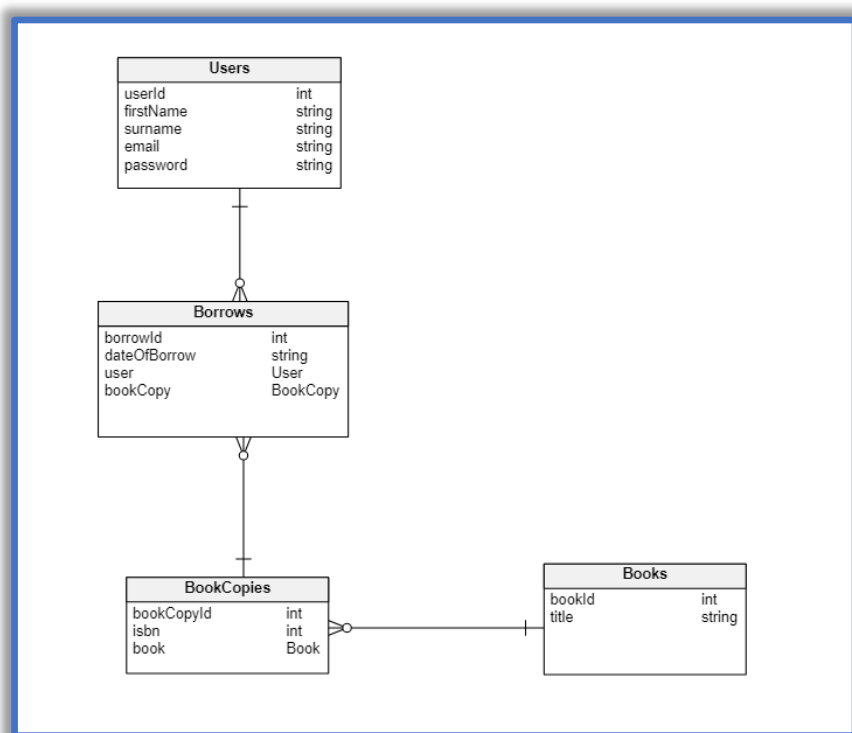 Users
userId int
firstName string
surname string
email string
password string
Borrows
borrowId int
dateOfBorrow string
user User
bookCopy BookCopy
BookCopies
bookCopyId int
isbn int
book Book
Books
bookId int
title string